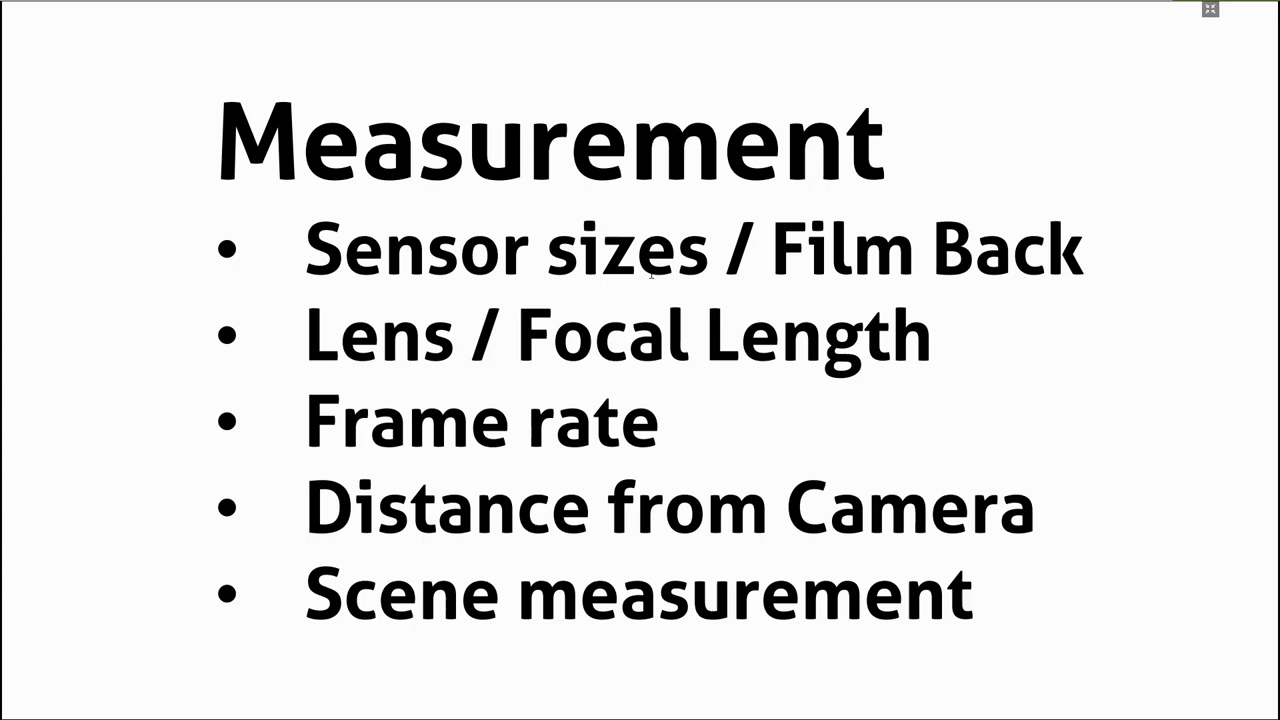 Measurement
• Sensor sizes / Film Back
• Lens / Focal Length
• Frame rate
• Distance from Camera
• Scene measurement